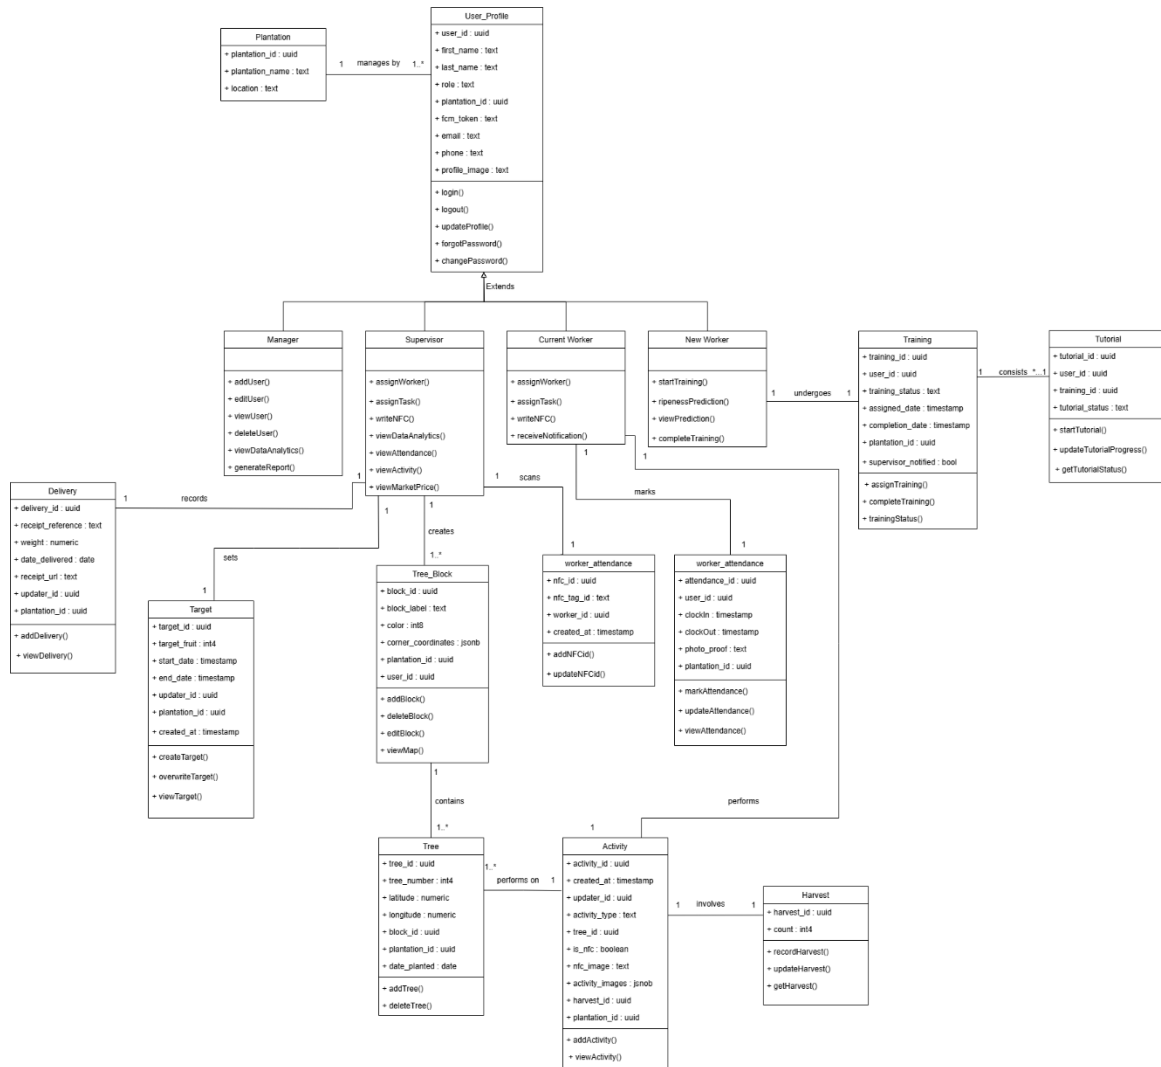 User_Profile
+ user_id : uuid
+ first_name : text
+ last_name : text
+ role : text
+ plantation_id : uuid
+ fcm_token : text
+ email : text
+ phone : text
+ profile_image : text
+ login()
+ logout()
+ updateProfile()
+ forgotPassword()
+ changePassword()
Plantation
+ plantation_id : uuid
+ plantation_name : text
+ location : text
1 manages by 1..*
Extends
Manager
+ addUser()
+ editUser()
+ viewUser()
+ deleteUser()
+ viewDataAnalytics()
+ generateReport()
Supervisor
+ assignWorker()
+ assignTask()
+ writeNFC()
+ viewDataAnalytics()
+ viewAttendance()
+ viewActivity()
+ viewMarketPrice()
Current Worker
+ assignWorker()
+ assignTask()
+ writeNFC()
+ receiveNotification()
New Worker
+ startTraining()
+ ripenessPrediction()
+ viewPrediction()
+ completeTraining()
1 undergoes 1
Training
+ training_id : uuid
+ user_id : uuid
+ training_status : text
+ assigned_date : timestamp
+ completion_date : timestamp
+ plantation_id : uuid
+ supervisor_notified : bool
+ assignTraining()
+ completeTraining()
+ trainingStatus()
1 consists *...1
Tutorial
+ tutorial_id : uuid
+ user_id : uuid
+ training_id : uuid
+ tutorial_status : text
+ startTutorial()
+ updateTutorialProgress()
+ getTutorialStatus()
Delivery
+ delivery_id : uuid
+ receipt_reference : text
+ weight : numeric
+ date_delivered : date
+ receipt_url : text
+ updater_id : uuid
+ plantation_id : uuid
+ addDelivery()
+ viewDelivery()
1 records 1
1
sets
1
Target
+ target_id : uuid
+ target_fruit : int4
+ start_date : timestamp
+ end_date : timestamp
+ updater_id : uuid
+ plantation_id : uuid
+ created_at : timestamp
+ createTarget()
+ overwriteTarget()
+ viewTarget()
1
creates
1..*
Tree_Block
+ block_id : uuid
+ block_label : text
+ color : int8
+ corner_coordinates : jsonb
+ plantation_id : uuid
+ user_id : uuid
+ addBlock()
+ deleteBlock()
+ editBlock()
+ viewMap()
1
scans
1
worker_attendance
+ nfc_id : uuid
+ nfc_tag_id : text
+ worker_id : uuid
+ created_at : timestamp
+ addNFCid()
+ updateNFCid()
1
marks
1
worker_attendance
+ attendance_id : uuid
+ user_id : uuid
+ clockIn : timestamp
+ clockOut : timestamp
+ photo_proof : text
+ plantation_id : uuid
+ markAttendance()
+ updateAttendance()
+ viewAttendance()
1
performs
1
1
contains
1..*
Tree
+ tree_id : uuid
+ tree_number : int4
+ latitude : numeric
+ longitude : numeric
+ block_id : uuid
+ plantation_id : uuid
+ date_planted : date
+ addTree()
+ deleteTree()
1..*
performs on 1
Activity
+ activity_id : uuid
+ created_at : timestamp
+ updater_id : uuid
+ activity_type : text
+ tree_id : uuid
+ is_nfc : boolean
+ nfc_image : text
+ activity_images : jsnob
+ harvest_id : uuid
+ plantation_id : uuid
+ addActivity()
+ viewActivity()
1 involves 1
Harvest
+ harvest_id : uuid
+ count : int4
+ recordHarvest()
+ updateHarvest()
+ getHarvest()